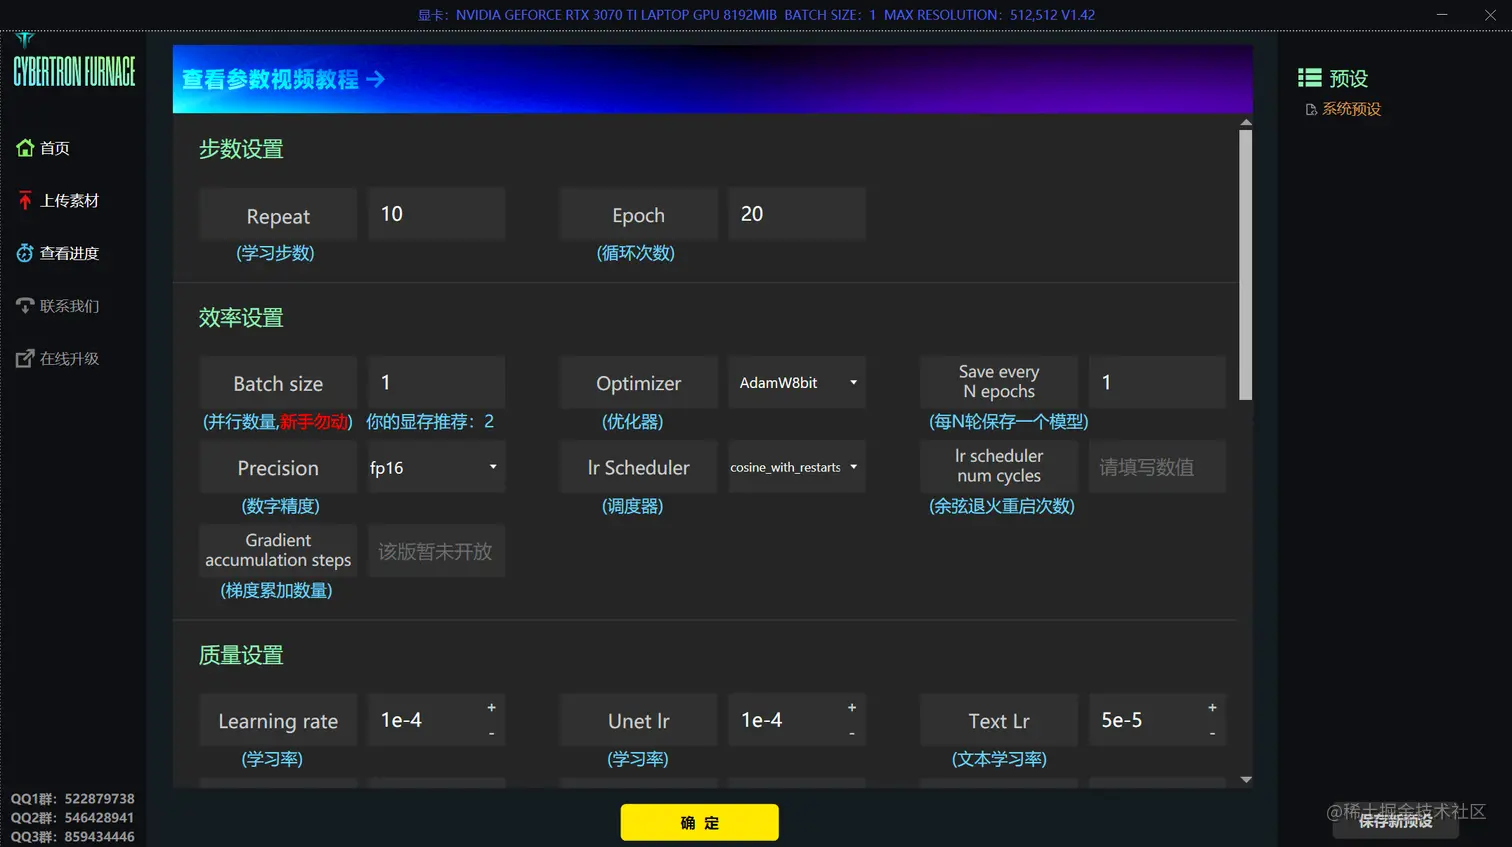 显卡：NVIDIA GEFORCE RTX 3070 TI LAPTOP GPU 8192MIB  BATCH SIZE：1  MAX RESOLUTION：512,512 V1.42
CYBERTRON FURNACE
首页
上传素材
查看进度
联系我们
在线升级
QQ1群：522879738
QQ2群：546428941
QQ3群：859434446
查看参数视频教程 →
步数设置
Repeat 10
(学习步数)
Epoch 20
(循环次数)
效率设置
Batch size 1
(并行数量,新手勿动) 你的显存推荐：2
Optimizer AdamW8bit
(优化器)
Save every
N epochs 1
(每N轮保存一个模型)
Precision fp16
(数字精度)
lr Scheduler cosine_with_restarts
(调度器)
lr scheduler
num cycles 请填写数值
(余弦退火重启次数)
Gradient
accumulation steps 该版暂未开放
(梯度累加数量)
质量设置
Learning rate 1e-4 + -
(学习率)
Unet lr 1e-4 + -
(学习率)
Text Lr 5e-5 + -
(文本学习率)
确 定
预设
系统预设
@稀土掘金技术社区
保存新预设